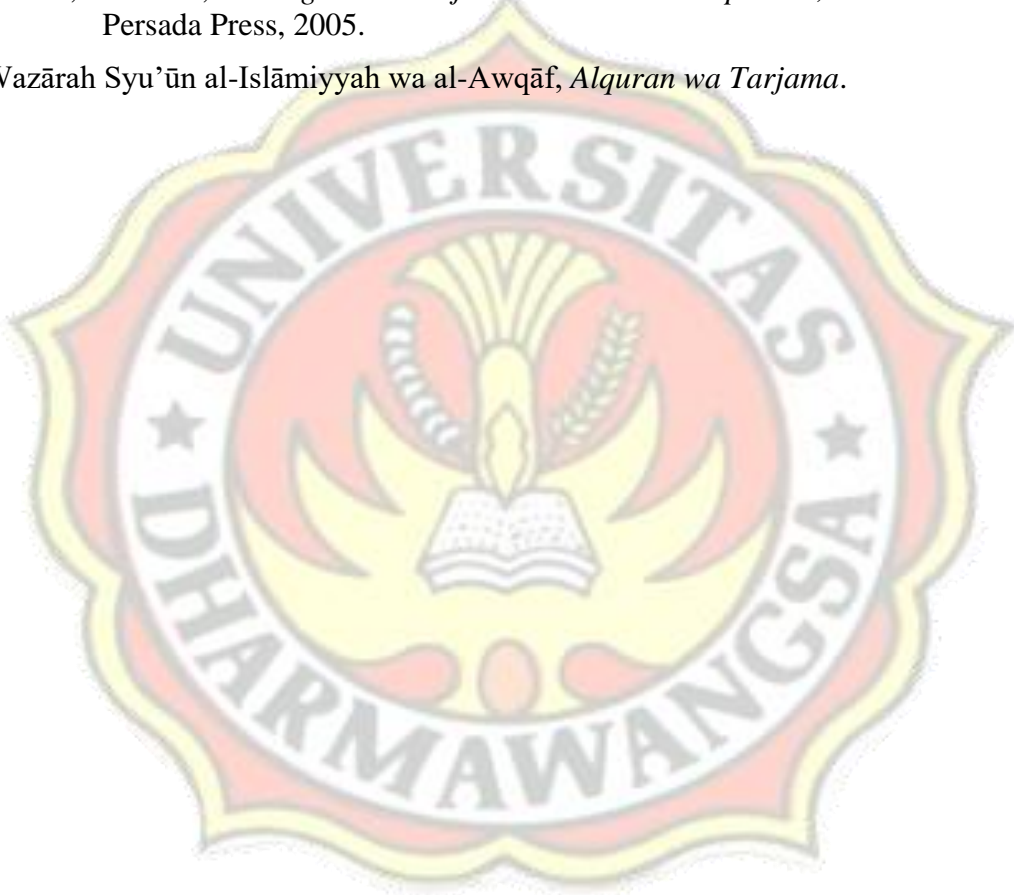 Persada Press, 2005.
Wazārah Syu’ūn al-Islāmiyyah wa al-Awqāf, Alquran wa Tarjama.
UNIVERSITAS
DHARMAWANGSA